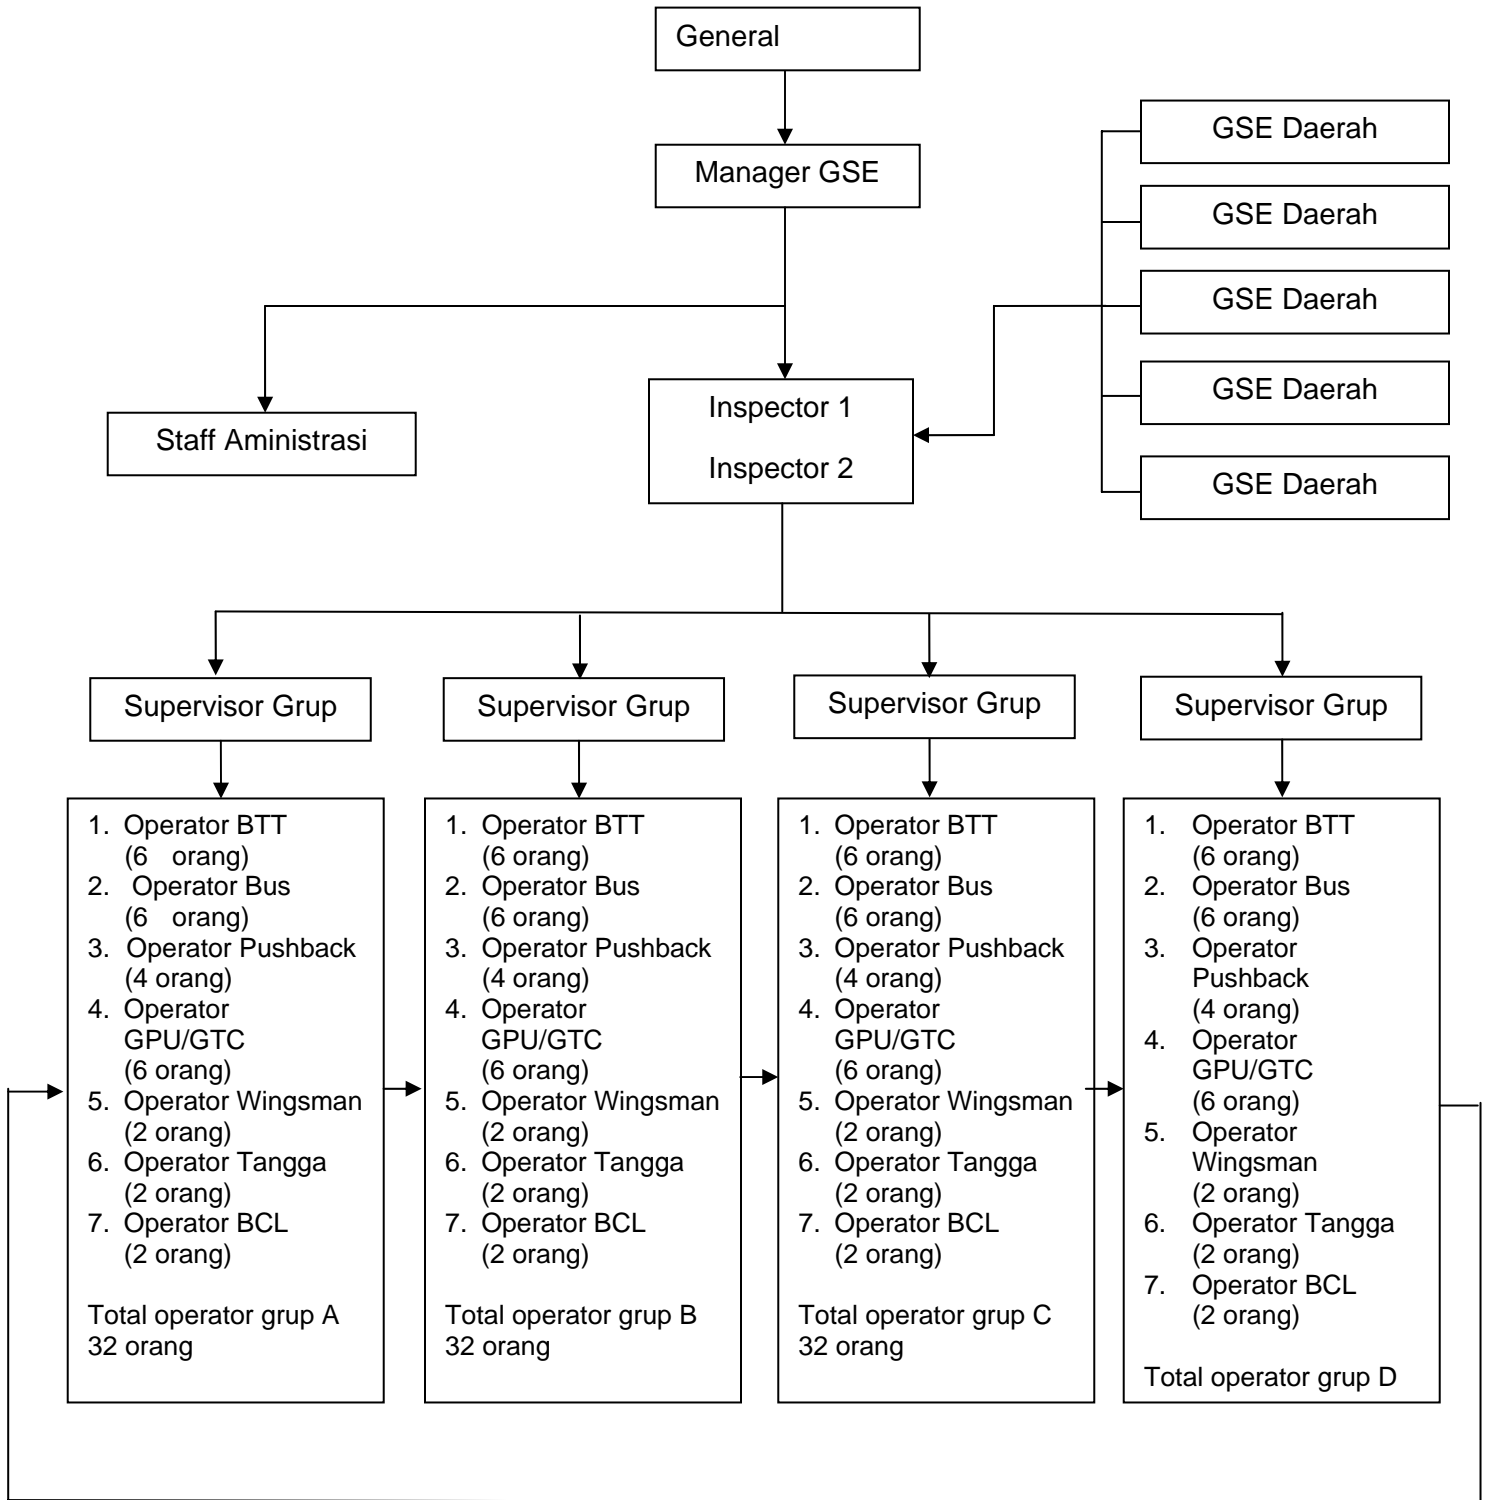 General
Manager GSE
GSE Daerah
GSE Daerah
GSE Daerah
GSE Daerah
GSE Daerah
Inspector 1
Inspector 2
Staff Aministrasi
Supervisor Grup
Supervisor Grup
Supervisor Grup
Supervisor Grup
1. Operator BTT
(6 orang)
2. Operator Bus
(6 orang)
3. Operator Pushback
(4 orang)
4. Operator
GPU/GTC
(6 orang)
5. Operator Wingsman
(2 orang)
6. Operator Tangga
(2 orang)
7. Operator BCL
(2 orang)
Total operator grup A
32 orang
1. Operator BTT
(6 orang)
2. Operator Bus
(6 orang)
3. Operator Pushback
(4 orang)
4. Operator
GPU/GTC
(6 orang)
5. Operator Wingsman
(2 orang)
6. Operator Tangga
(2 orang)
7. Operator BCL
(2 orang)
Total operator grup B
32 orang
1. Operator BTT
(6 orang)
2. Operator Bus
(6 orang)
3. Operator Pushback
(4 orang)
4. Operator
GPU/GTC
(6 orang)
5. Operator Wingsman
(2 orang)
6. Operator Tangga
(2 orang)
7. Operator BCL
(2 orang)
Total operator grup C
32 orang
1. Operator BTT
(6 orang)
2. Operator Bus
(6 orang)
3. Operator
Pushback
(4 orang)
4. Operator
GPU/GTC
(6 orang)
5. Operator
Wingsman
(2 orang)
6. Operator Tangga
(2 orang)
7. Operator BCL
(2 orang)
Total operator grup D